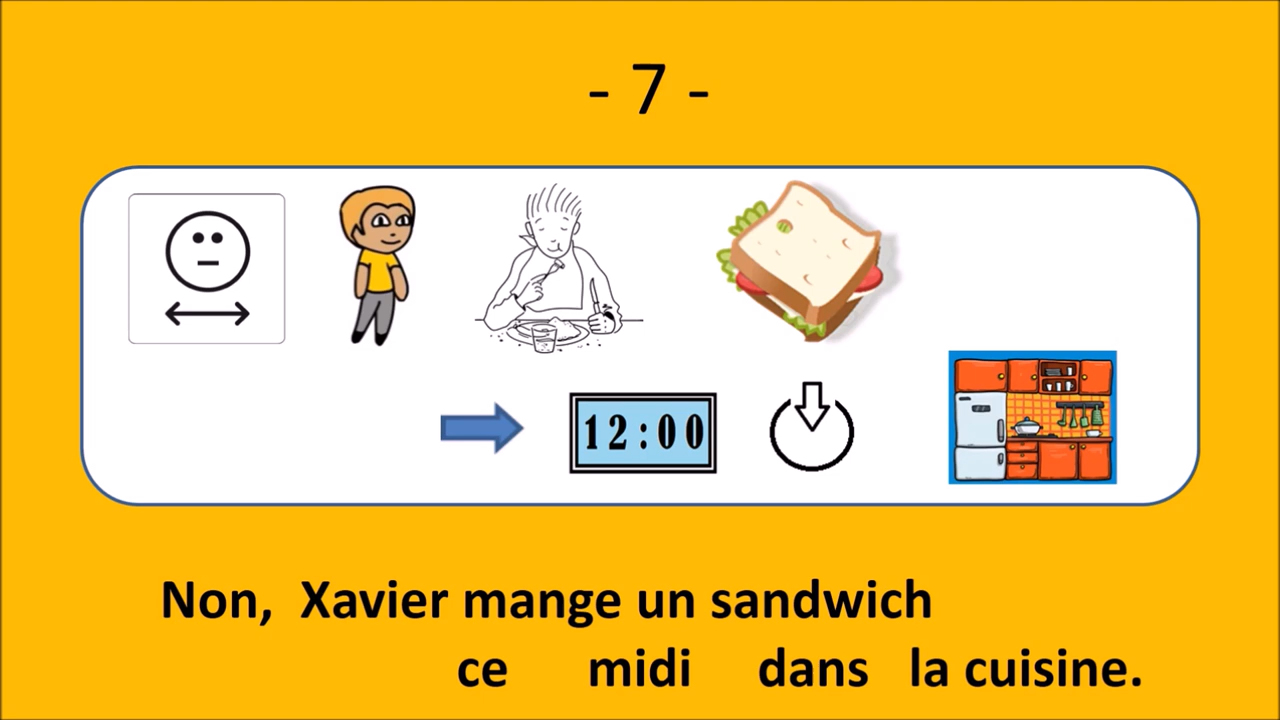 - 7 -
12:00
Non, Xavier mange un sandwich
ce midi dans la cuisine.